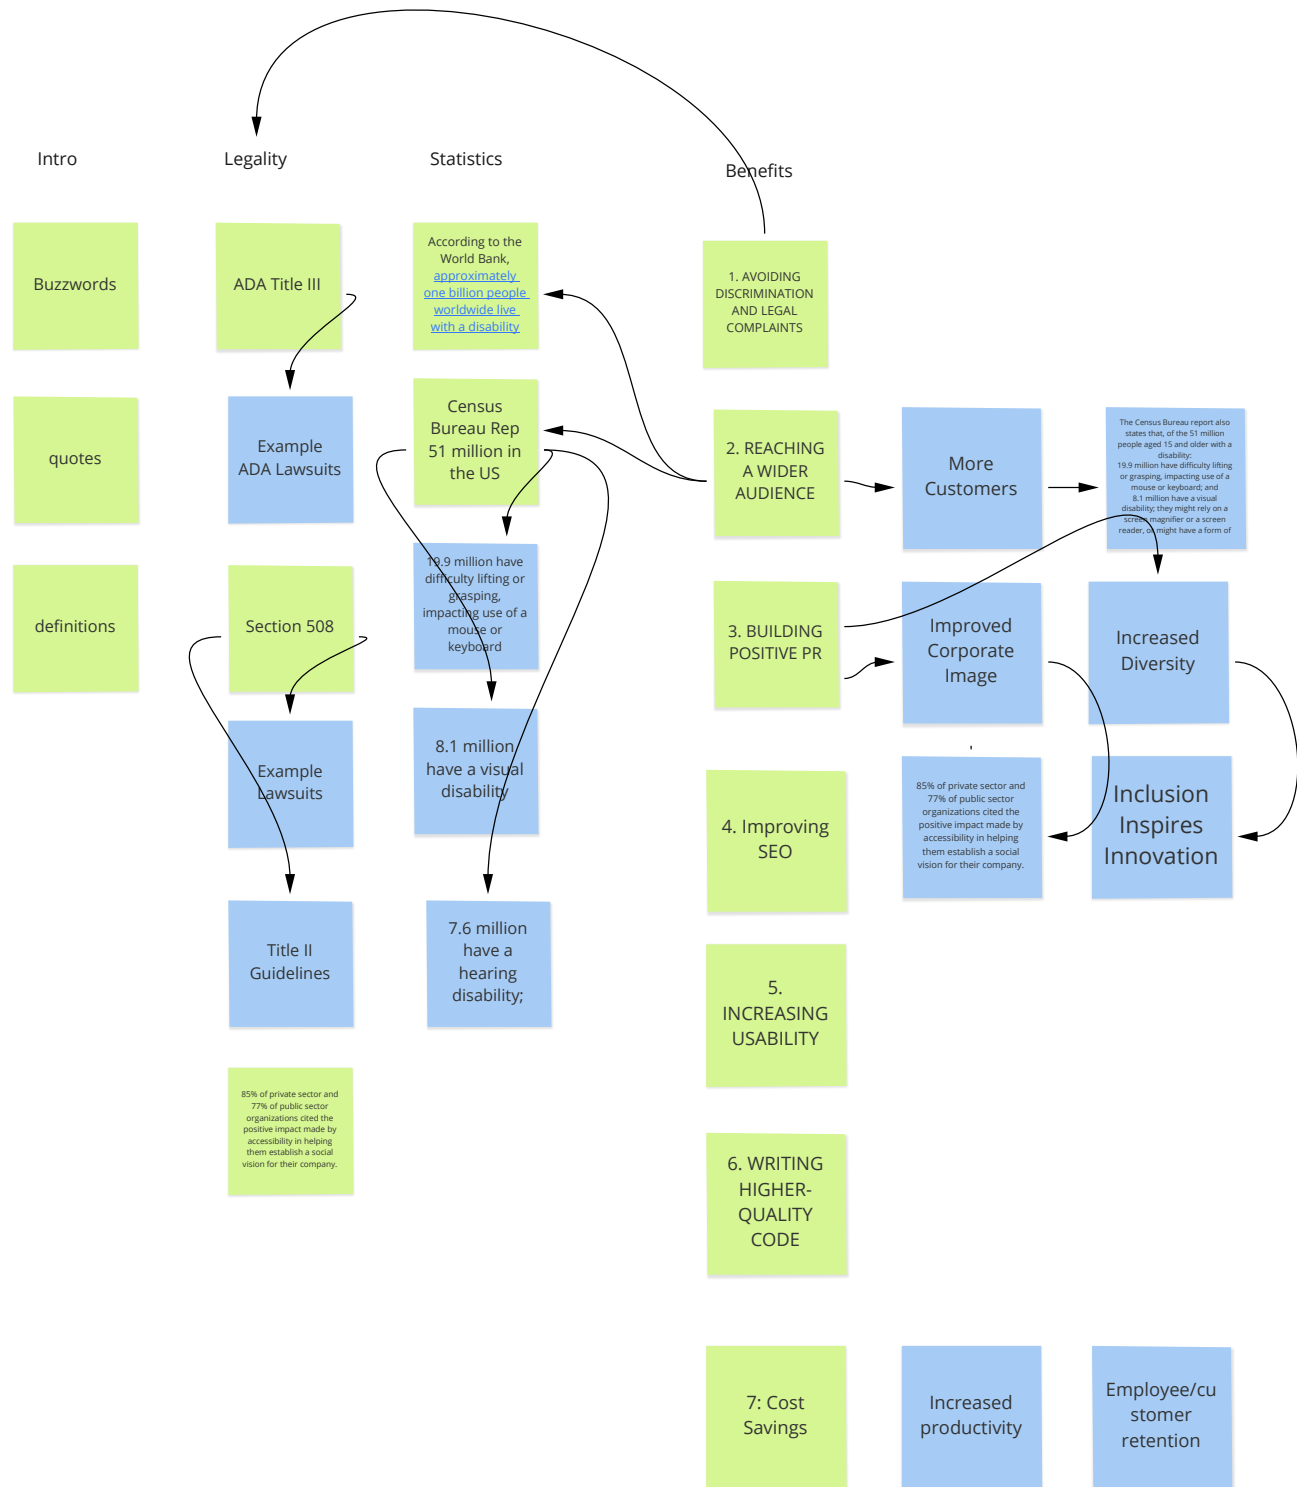 Intro
Legality
Statistics
Benefits
Buzzwords
quotes
definitions
ADA Title III
Example
ADA Lawsuits
Section 508
Example
Lawsuits
Title II
Guidelines
85% of private sector and
77% of public sector
organizations cited the
positive impact made by
accessibility in helping
them establish a social
vision for their company.
According to the
World Bank,
approximately
one billion people
worldwide live
with a disability
Census
Bureau Rep
51 million in
the US
19.9 million have
difficulty lifting or
grasping,
impacting use of a
mouse or
keyboard
8.1 million
have a visual
disability
7.6 million
have a
hearing
disability;
1. AVOIDING
DISCRIMINATION
AND LEGAL
COMPLAINTS
2. REACHING
A WIDER
AUDIENCE
More
Customers
The Census Bureau report also
states that, of the 51 million
people aged 15 and older with a
disability:
19.9 million have difficulty lifting
or grasping, impacting use of a
mouse or keyboard; and
8.1 million have a visual
disability; they might rely on a
screen magnifier or a screen
reader, or might have a form of
3. BUILDING
POSITIVE PR
Improved
Corporate
Image
Increased
Diversity
4. Improving
SEO
85% of private sector and
77% of public sector
organizations cited the
positive impact made by
accessibility in helping
them establish a social
vision for their company.
Inclusion
Inspires
Innovation
5.
INCREASING
USABILITY
6. WRITING
HIGHER-
QUALITY
CODE
7: Cost
Savings
Increased
productivity
Employee/cu
stomer
retention